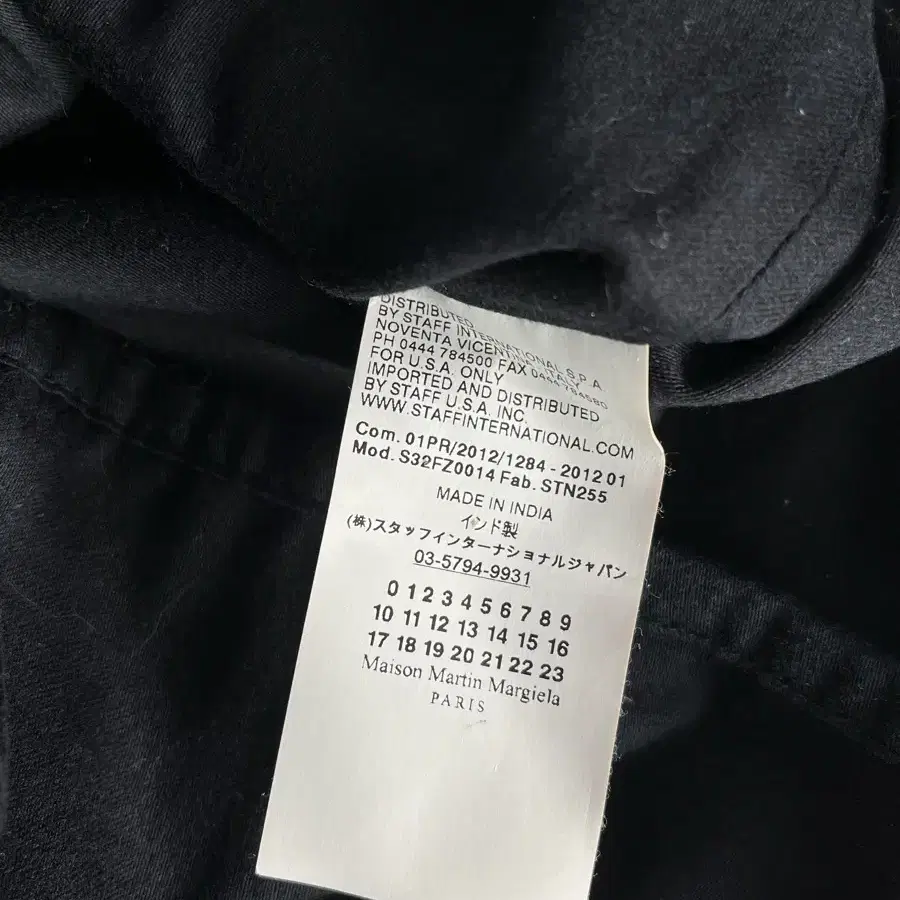 DISTRIBUTED
BY STAFF INTERNATIONAL S.P.A.
NOVENTA VICENTINA ITALY
PH 0444 784500 FAX 0444 784580
FOR U.S.A. ONLY
IMPORTED AND DISTRIBUTED
BY STAFF U.S.A. INC.
WWW.STAFFINTERNATIONAL.COM
Com. 01PR/2012/1284 - 2012 01
Mod. S32FZ0014 Fab. STN255
MADE IN INDIA
インド製
(株)スタッフインターナショナルジャパン
03-5794-9931
0 1 2 3 4 5 6 7 8 9
10 11 12 13 14 15 16
17 18 19 20 21 22 23
Maison Martin Margiela
PARIS